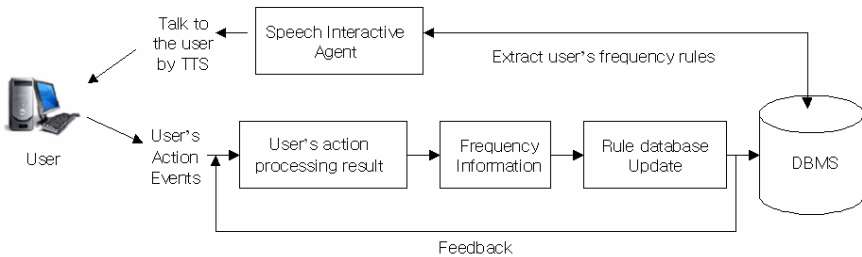 Talk to
the user
by TTS
Speech Interactive
Agent
Extract user's frequency rules
User
User's
Action
Events
User's action
processing result
Frequency
Information
Rule database
Update
DBMS
Feedback